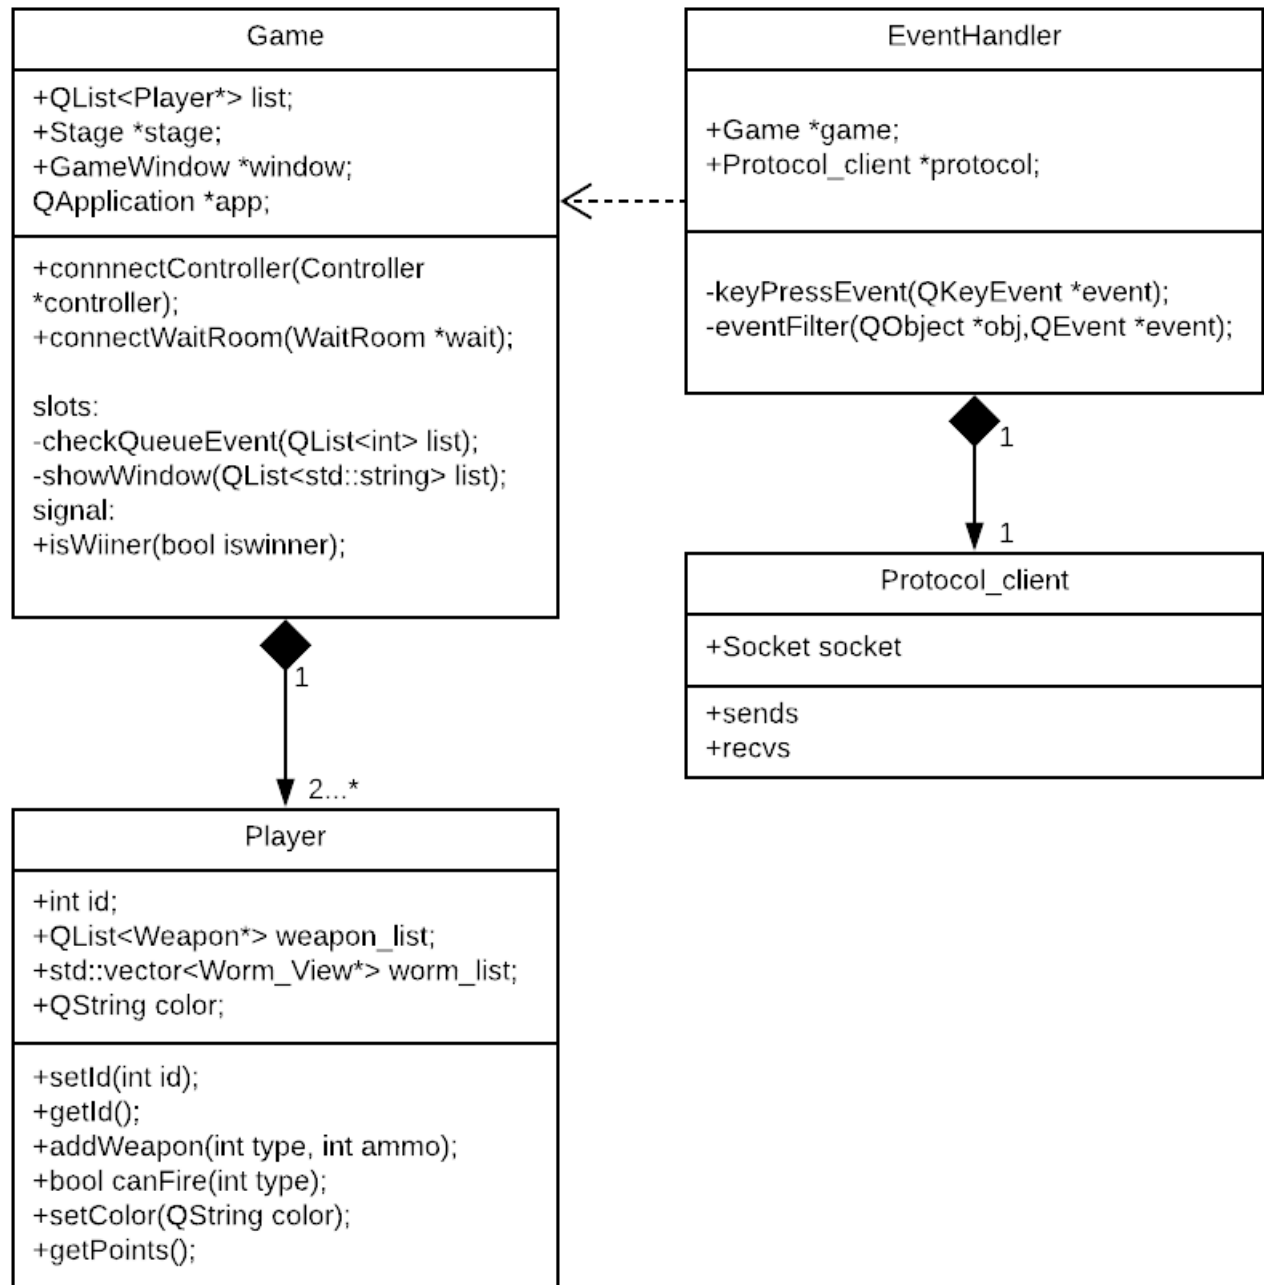 Game
+QList<Player*> list;
+Stage *stage;
+GameWindow *window;
QApplication *app;
+connnectController(Controller
*controller);
+connectWaitRoom(WaitRoom *wait);
slots:
-checkQueueEvent(QList<int> list);
-showWindow(QList<std::string> list);
signal:
+isWiiner(bool iswinner);
1
2...*
Player
+int id;
+QList<Weapon*> weapon_list;
+std::vector<Worm_View*> worm_list;
+QString color;
+setId(int id);
+getId();
+addWeapon(int type, int ammo);
+bool canFire(int type);
+setColor(QString color);
+getPoints();
EventHandler
+Game *game;
+Protocol_client *protocol;
-keyPressEvent(QKeyEvent *event);
-eventFilter(QObject *obj,QEvent *event);
1
1
Protocol_client
+Socket socket
+sends
+recvs